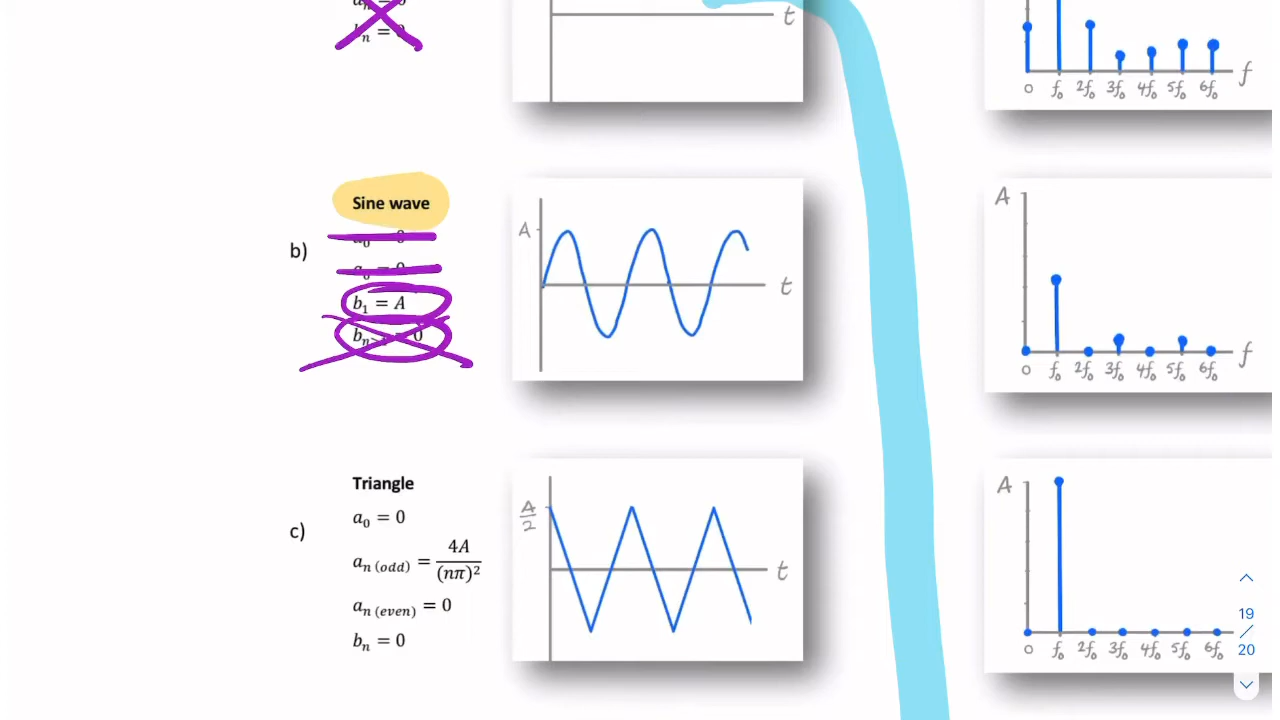 t
0 f₀ 2f₀ 3f₀ 4f₀ 5f₀ 6f₀ f
b)
Sine wave
b₁ = A
A
t
A
0 f₀ 2f₀ 3f₀ 4f₀ 5f₀ 6f₀ f
c)
Triangle
a₀ = 0
aₙ (odd) = 4A / (nπ)²
aₙ (even) = 0
bₙ = 0
A/2
t
A
0 f₀ 2f₀ 3f₀ 4f₀ 5f₀ 6f₀ f
19
/
20